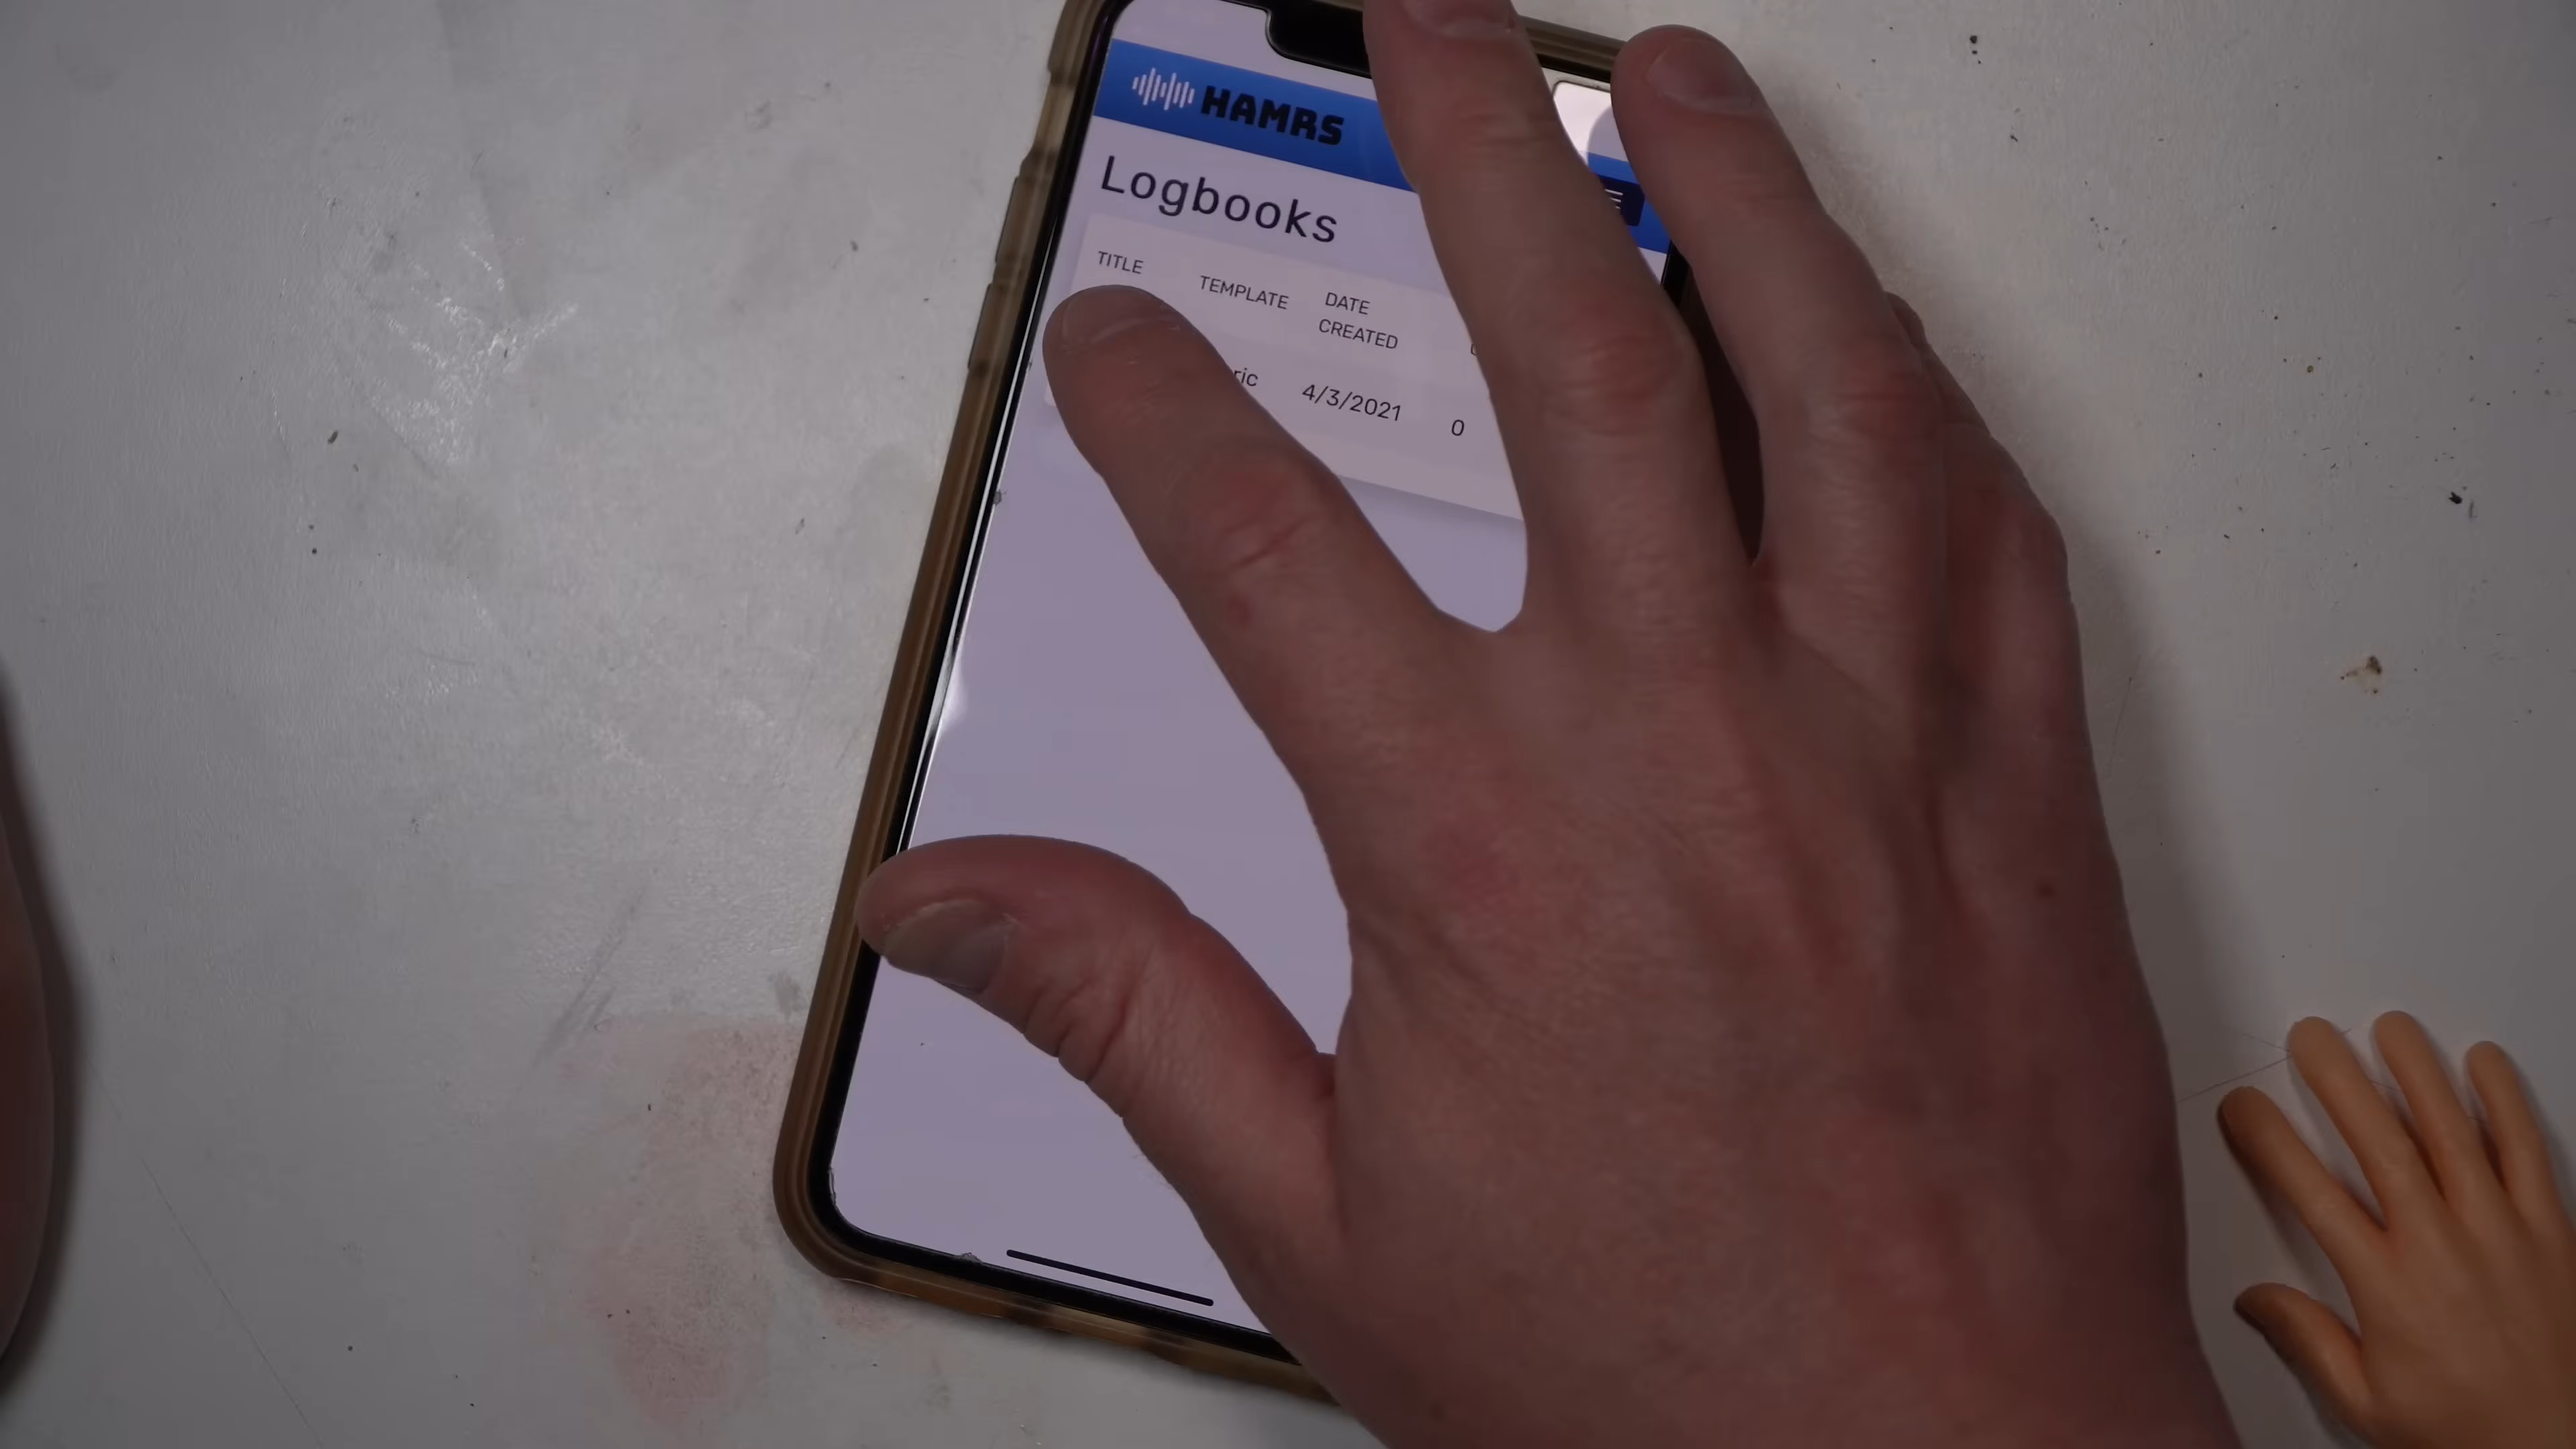 HAMRS
Logbooks
TITLE
TEMPLATE
DATE
CREATED
4/3/2021
0